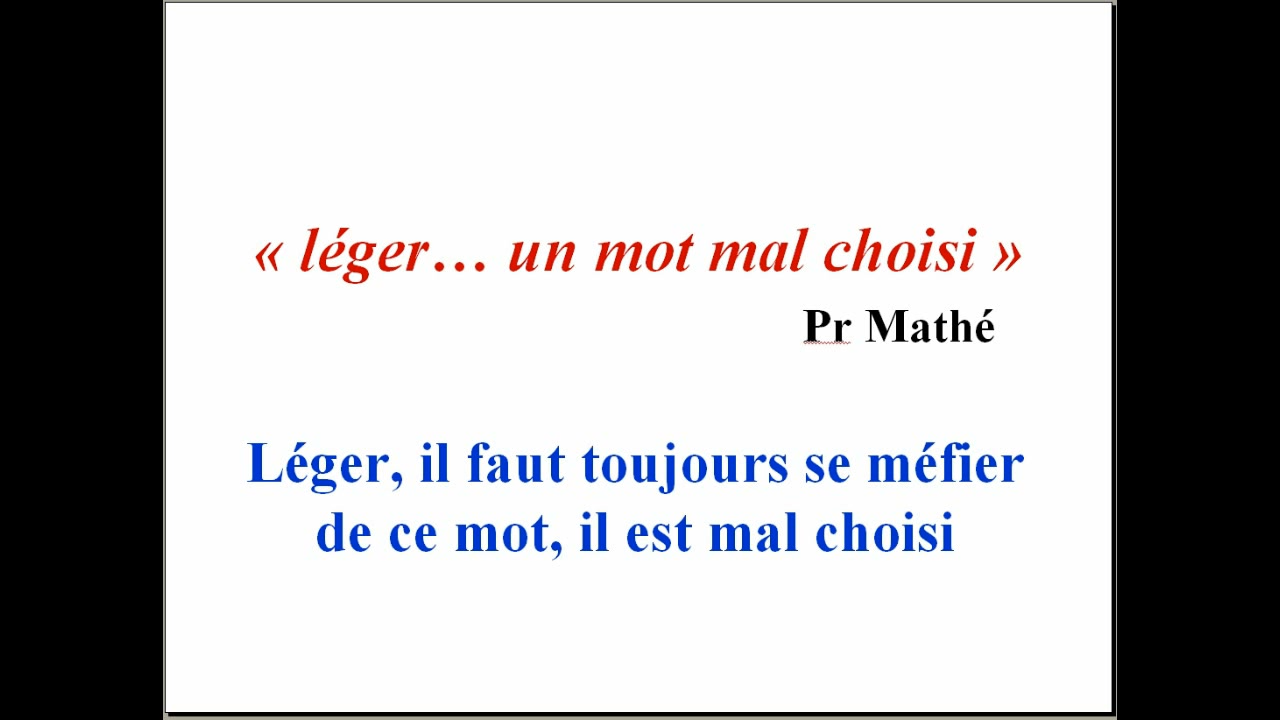 « léger… un mot mal choisi »
Pr Mathé
Léger, il faut toujours se méfier
de ce mot, il est mal choisi